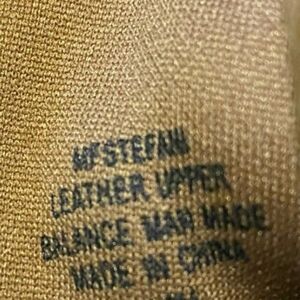 MFSTEFANI
LEATHER UPPER
BALANCE MAN MADE
MADE IN CHINA